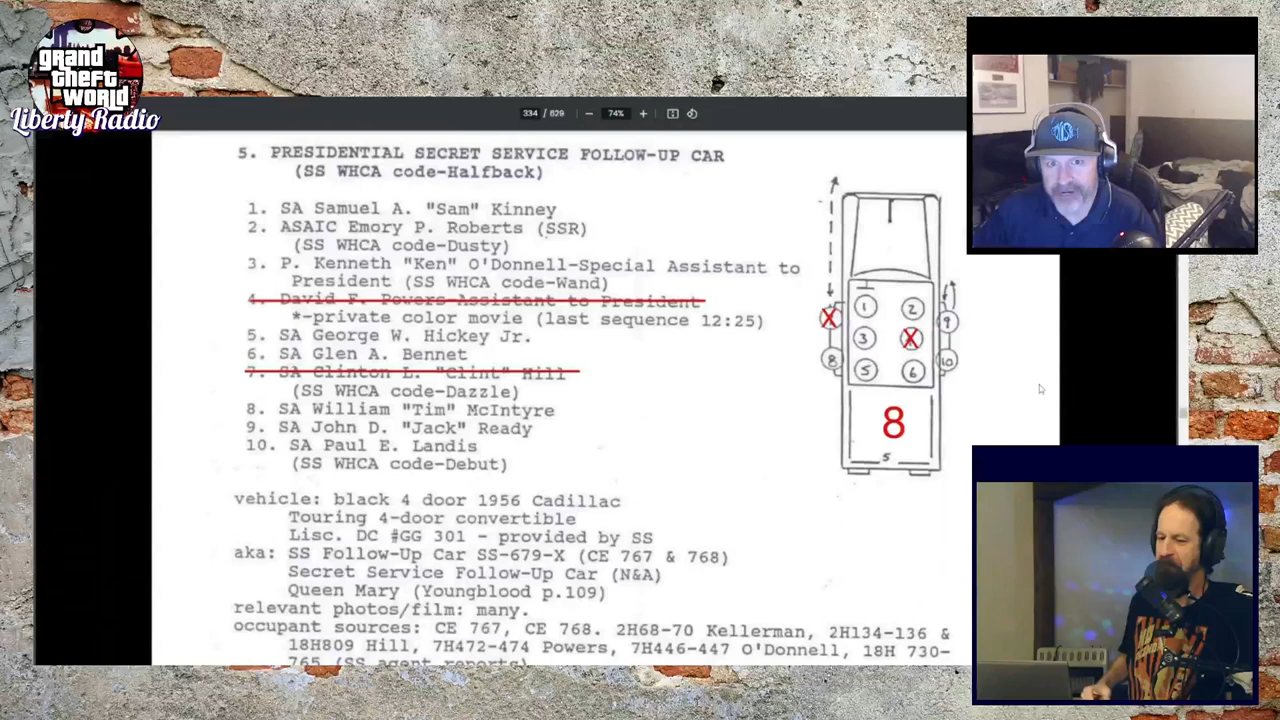 grand
theft
world
Liberty Radio
334 / 629
74%
5. PRESIDENTIAL SECRET SERVICE FOLLOW-UP CAR
(SS WHCA code-Halfback)
1. SA Samuel A. "Sam" Kinney
2. ASAIC Emory P. Roberts (SSR)
(SS WHCA code-Dusty)
3. P. Kenneth "Ken" O'Donnell-Special Assistant to
President (SS WHCA code-Wand)
4. David F. Powers-Assistant to President
*-private color movie (last sequence 12:25)
5. SA George W. Hickey Jr.
6. SA Glen A. Bennet
7. SA Clinton L. "Clint" Hill
(SS WHCA code-Dazzle)
8. SA William "Tim" McIntyre
9. SA John D. "Jack" Ready
10. SA Paul E. Landis
(SS WHCA code-Debut)
vehicle: black 4 door 1956 Cadillac
Touring 4-door convertible
Lisc. DC #GG 301 - provided by SS
aka: SS Follow-Up Car SS-679-X (CE 767 & 768)
Secret Service Follow-Up Car (N&A)
Queen Mary (Youngblood p.109)
relevant photos/film: many.
occupant sources: CE 767, CE 768. 2H68-70 Kellerman, 2H134-136 &
18H809 Hill, 7H472-474 Powers, 7H446-447 O'Donnell, 18H 730-
765 (SS agent reports)
1 2
X 9
3 X
8 10
5 6
8
5